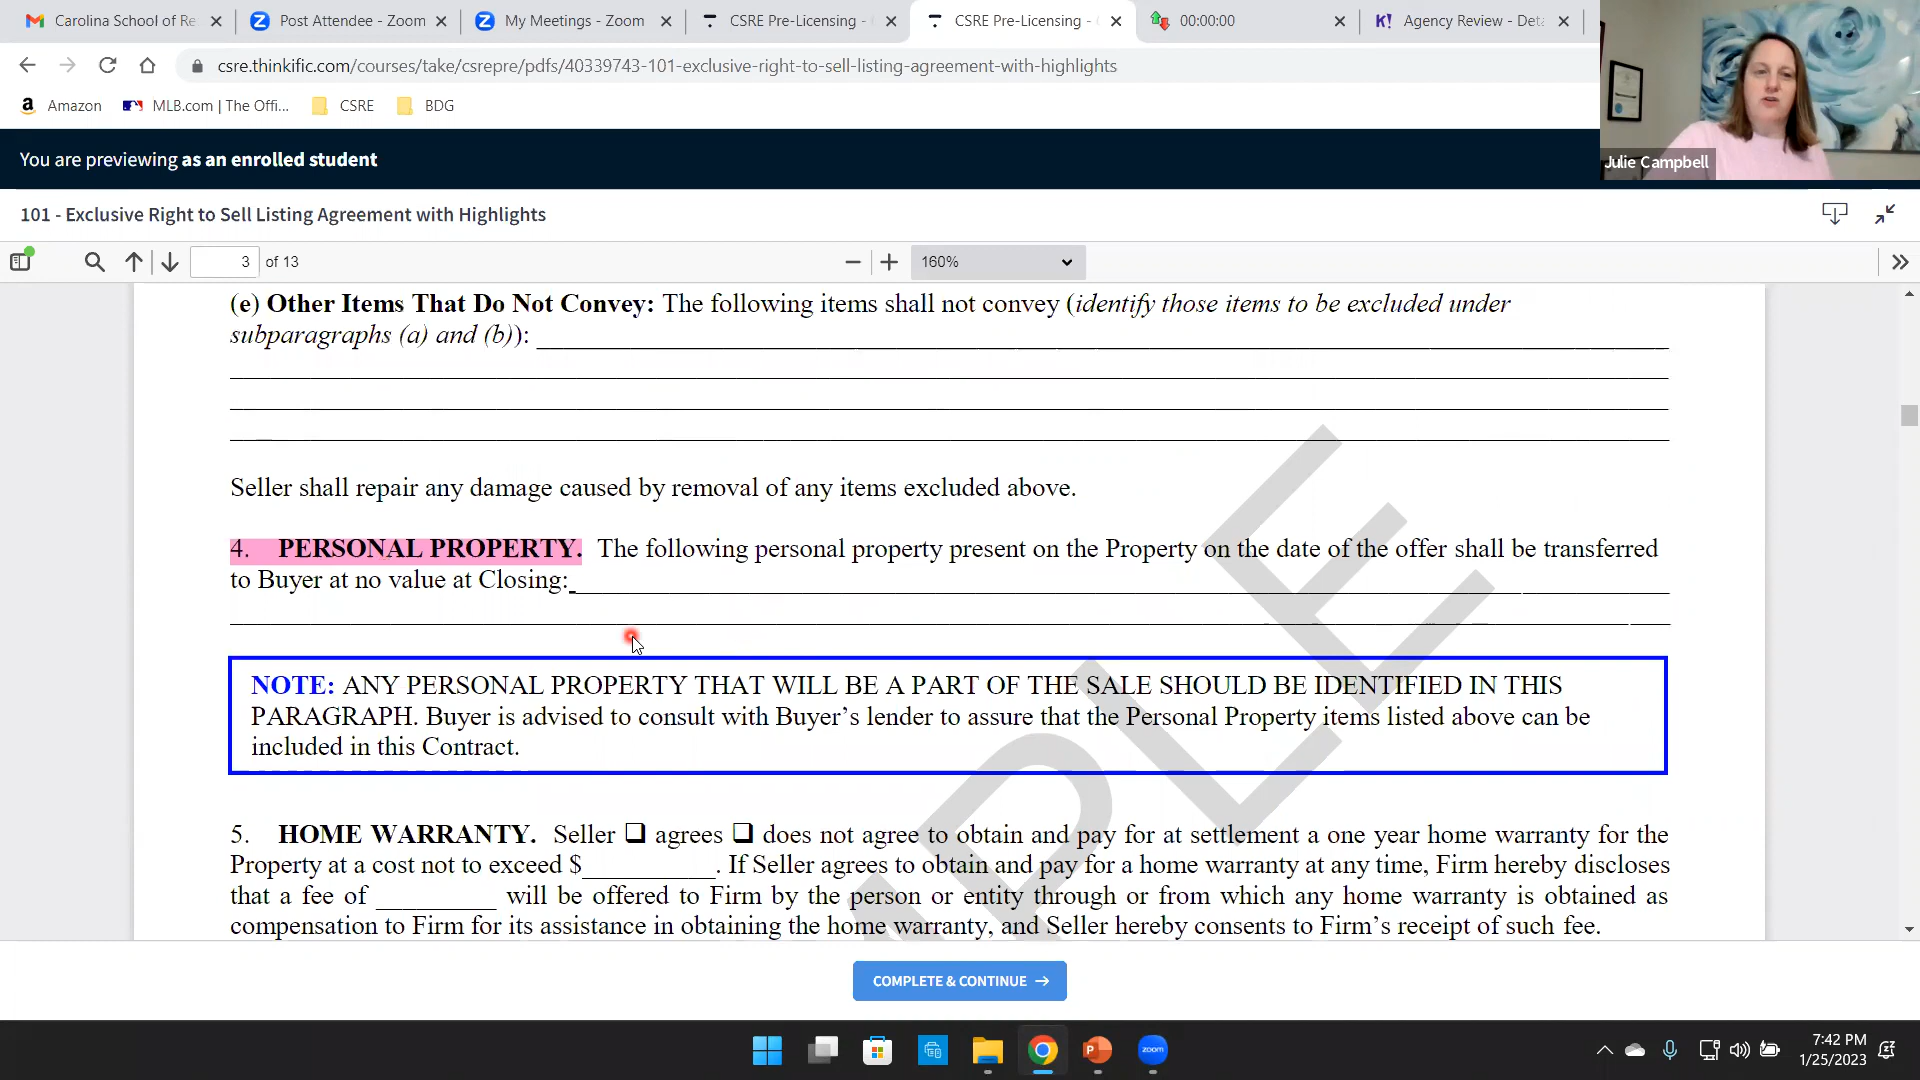 Carolina School of Re
Post Attendee - Zoom
My Meetings - Zoom
CSRE Pre-Licensing -
CSRE Pre-Licensing -
00:00:00
K!
Agency Review - Deta
csre.thinkific.com/courses/take/csrepre/pdfs/40339743-101-exclusive-right-to-sell-listing-agreement-with-highlights
Amazon
MLB.com | The Offi...
CSRE
BDG
Julie Campbell
You are previewing as an enrolled student
101 - Exclusive Right to Sell Listing Agreement with Highlights
3 of 13
160%
(e) Other Items That Do Not Convey: The following items shall not convey (identify those items to be excluded under
subparagraphs (a) and (b)):
Seller shall repair any damage caused by removal of any items excluded above.
4. PERSONAL PROPERTY. The following personal property present on the Property on the date of the offer shall be transferred
to Buyer at no value at Closing:
NOTE: ANY PERSONAL PROPERTY THAT WILL BE A PART OF THE SALE SHOULD BE IDENTIFIED IN THIS
PARAGRAPH. Buyer is advised to consult with Buyer’s lender to assure that the Personal Property items listed above can be
included in this Contract.
5. HOME WARRANTY. Seller ❑ agrees ❑ does not agree to obtain and pay for at settlement a one year home warranty for the
Property at a cost not to exceed $__________. If Seller agrees to obtain and pay for a home warranty at any time, Firm hereby discloses
that a fee of _________ will be offered to Firm by the person or entity through or from which any home warranty is obtained as
compensation to Firm for its assistance in obtaining the home warranty, and Seller hereby consents to Firm’s receipt of such fee.
MPLE
COMPLETE & CONTINUE →
zoom
7:42 PM
1/25/2023